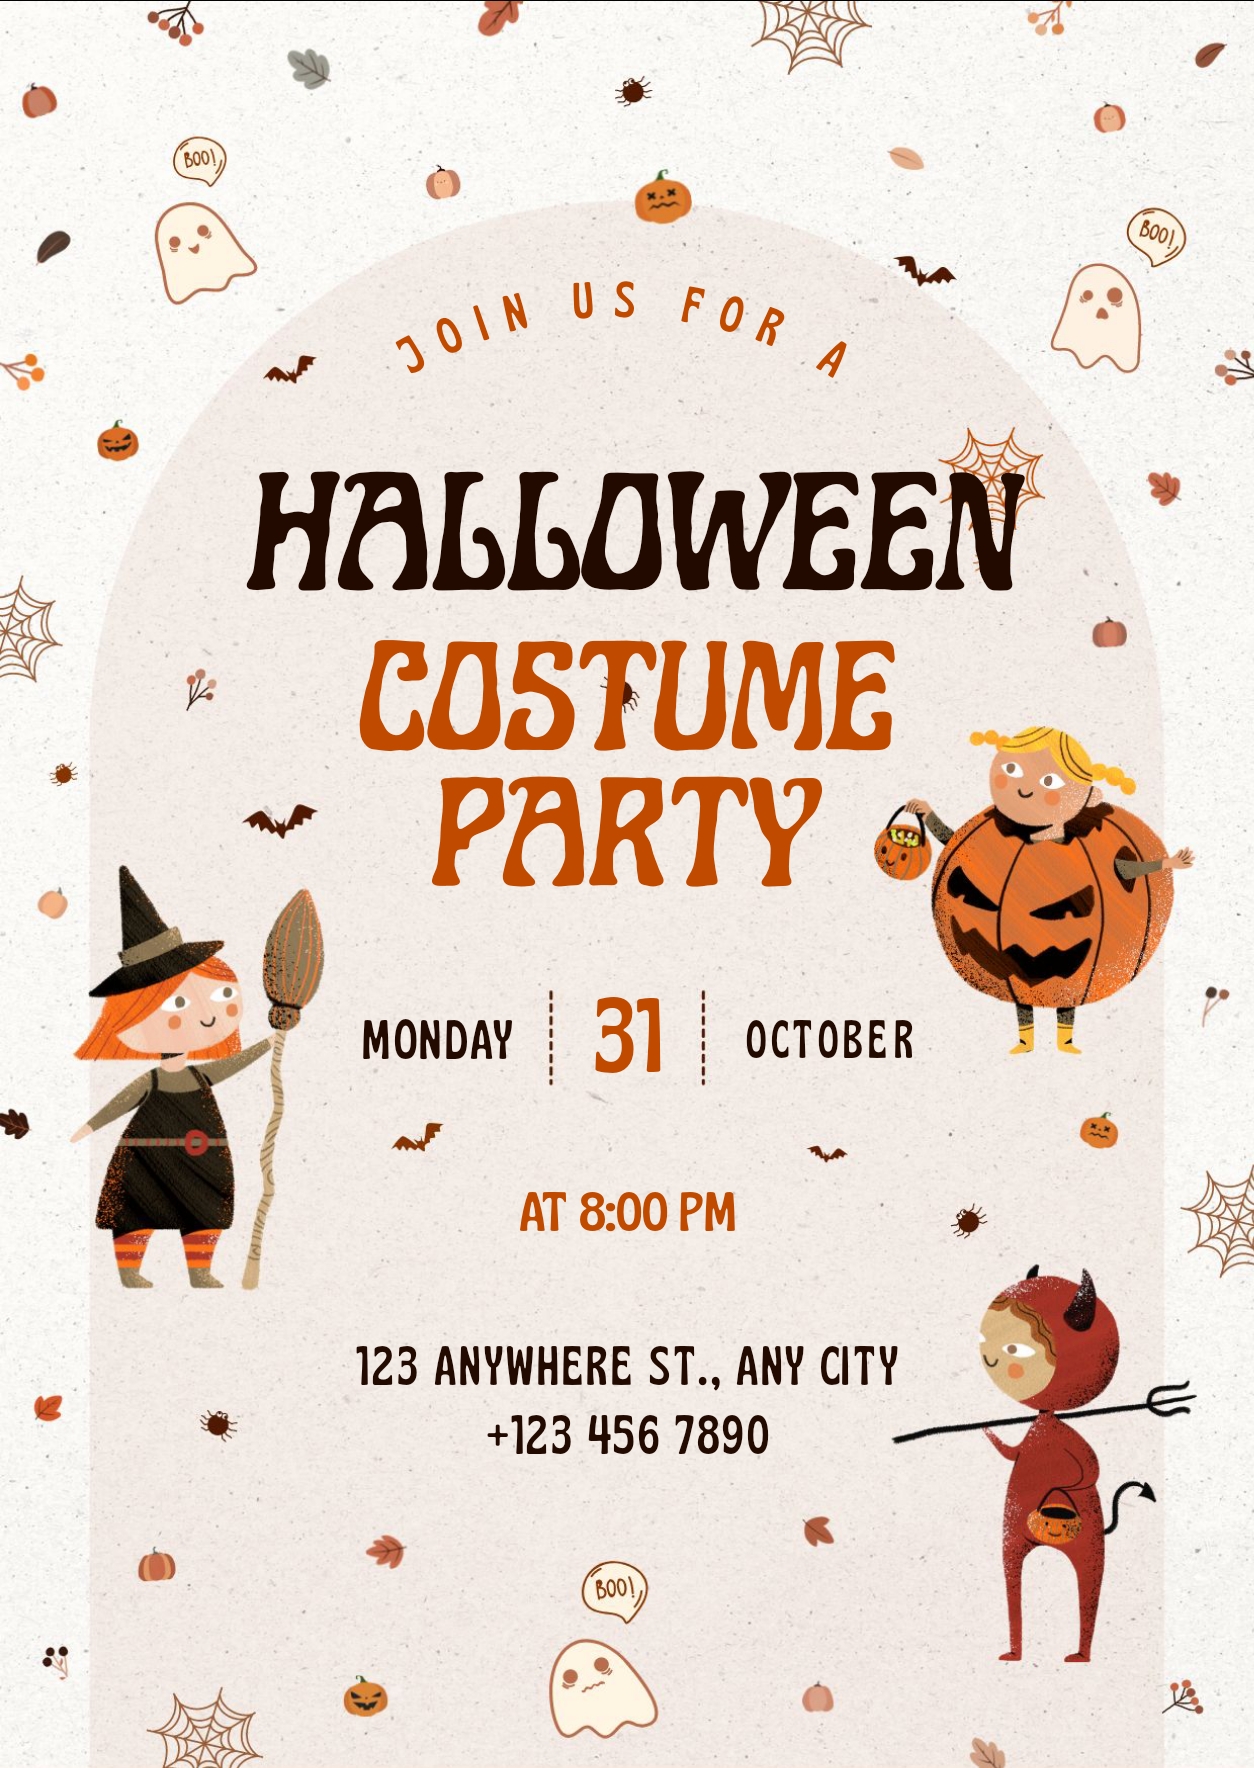 BOO!
BOO!
JOIN US FOR A
HALLOWEEN
COSTUME
PARTY
MONDAY 31 OCTOBER
AT 8:00 PM
123 ANYWHERE ST., ANY CITY
+123 456 7890
BOO!